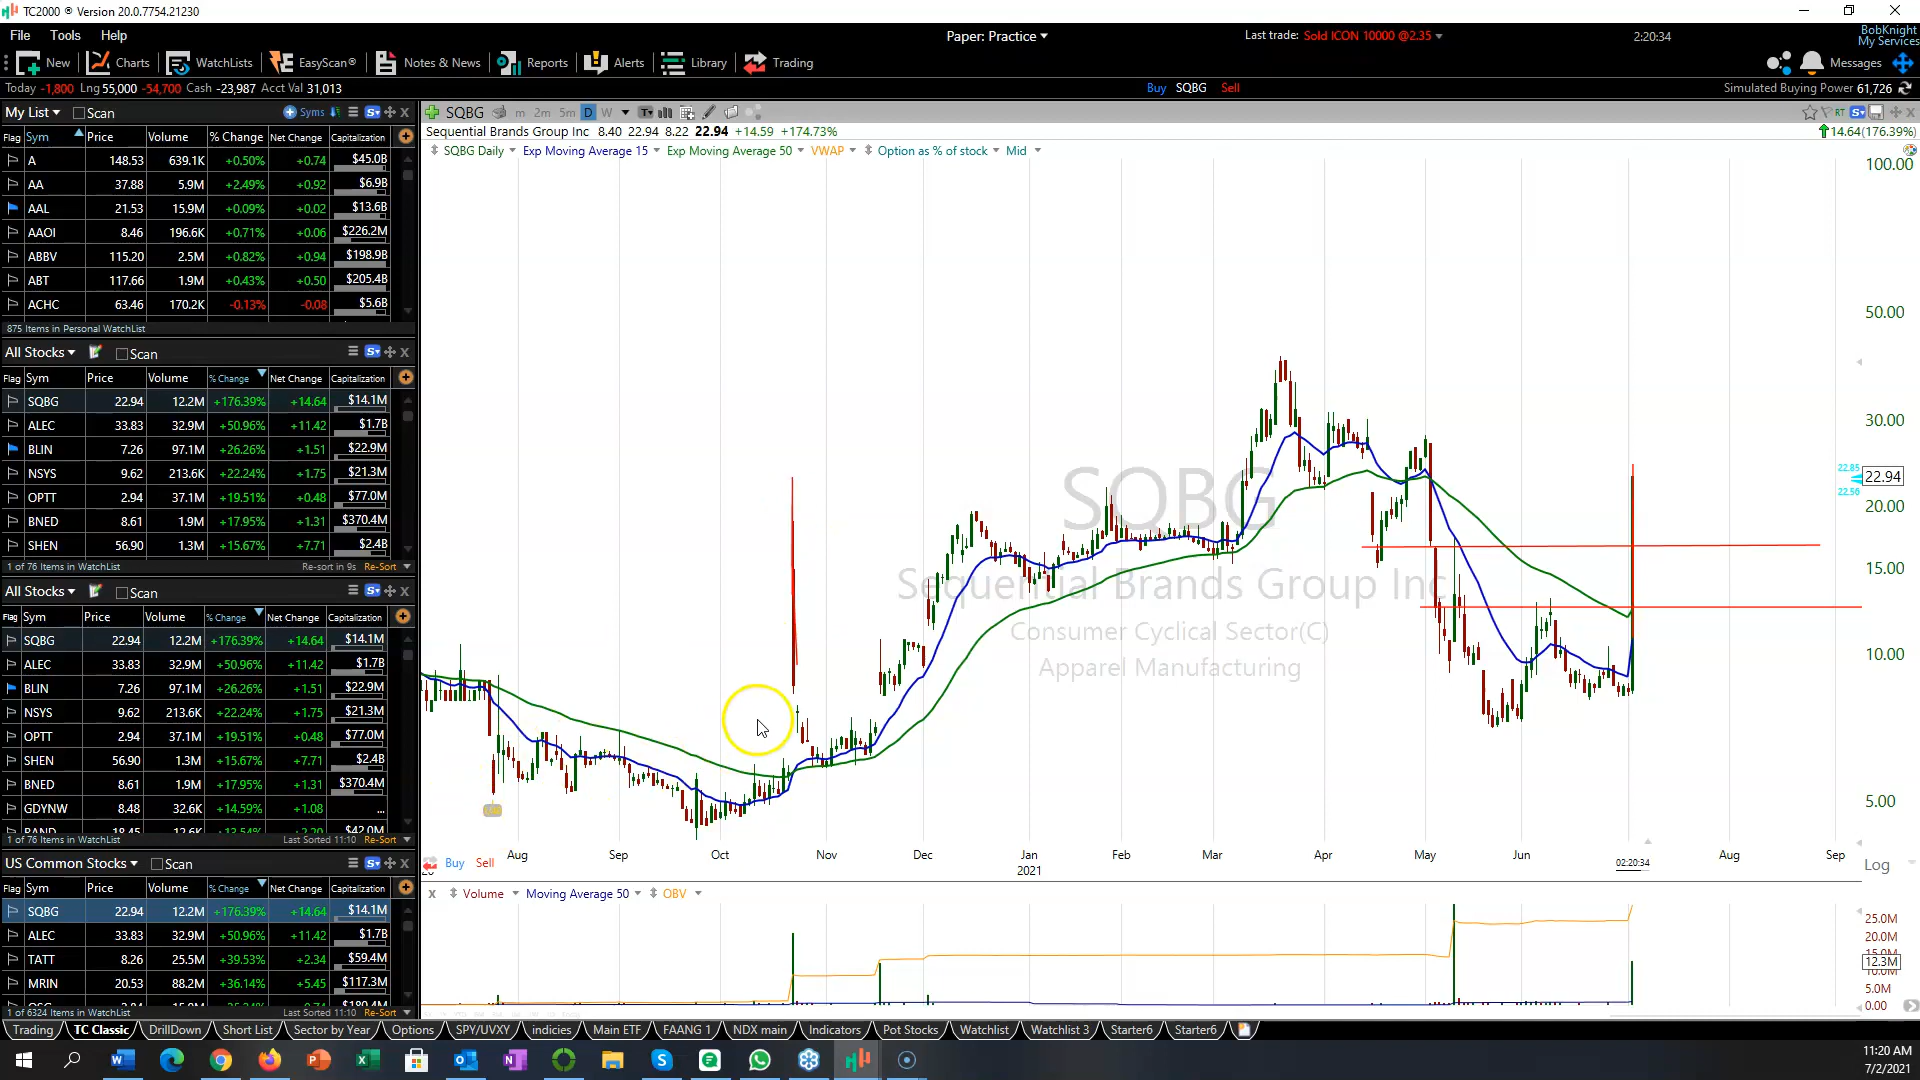 TC2000 ® Version 20.0.7754.21230
File Tools Help
Paper: Practice
Last trade: Sold ICON 10000 @2.35
2:20:34
BobKnight
My Services
New Charts WatchLists EasyScan® Notes & News Reports Alerts Library Trading
Messages
Today -1,800 Lng 55,000 -54,700 Cash -23,987 Acct Val 31,013
Buy SQBG Sell
Simulated Buying Power 61,726
My List Scan Syms
Flag Sym Price Volume % Change Net Change Capitalization
A 148.53 639.1K +0.50% +0.74 $45.0B
AA 37.88 5.9M +2.49% +0.92 $6.9B
AAL 21.53 15.9M +0.09% +0.02 $13.6B
AAOI 8.46 196.6K +0.71% +0.06 $226.2M
ABBV 115.20 2.5M +0.82% +0.94 $198.9B
ABT 117.66 1.9M +0.43% +0.50 $205.4B
ACHC 63.46 170.2K -0.13% -0.08 $5.6B
875 Items in Personal WatchList
All Stocks Scan
Flag Sym Price Volume % Change Net Change Capitalization
SQBG 22.94 12.2M +176.39% +14.64 $14.1M
ALEC 33.83 32.9M +50.96% +11.42 $1.7B
BLIN 7.26 97.1M +26.26% +1.51 $22.9M
NSYS 9.62 213.6K +22.24% +1.75 $21.3M
OPTT 2.94 37.1M +19.51% +0.48 $77.0M
BNED 8.61 1.9M +17.95% +1.31 $370.4M
SHEN 56.90 1.3M +15.67% +7.71 $2.4B
1 of 76 Items in WatchList Re-sort in 9s Re-Sort
All Stocks Scan
Flag Sym Price Volume % Change Net Change Capitalization
SQBG 22.94 12.2M +176.39% +14.64 $14.1M
ALEC 33.83 32.9M +50.96% +11.42 $1.7B
BLIN 7.26 97.1M +26.26% +1.51 $22.9M
NSYS 9.62 213.6K +22.24% +1.75 $21.3M
OPTT 2.94 37.1M +19.51% +0.48 $77.0M
SHEN 56.90 1.3M +15.67% +7.71 $2.4B
BNED 8.61 1.9M +17.95% +1.31 $370.4M
GDYNW 8.48 32.6K +14.59% +1.08 ...
1 of 76 Items in WatchList Last Sorted 11:10 Re-Sort
US Common Stocks Scan
Flag Sym Price Volume % Change Net Change Capitalization
SQBG 22.94 12.2M +176.39% +14.64 $14.1M
ALEC 33.83 32.9M +50.96% +11.42 $1.7B
TATT 8.26 25.5M +39.53% +2.34 $59.4M
MRIN 20.53 88.2M +36.14% +5.45 $117.3M
1 of 6324 Items in WatchList Last Sorted 11:10 Re-Sort
SQBG m 2m 5m D W
RT
Sequential Brands Group Inc 8.40 22.94 8.22 22.94 +14.59 +174.73%
14.64(176.39%)
SQBG Daily Exp Moving Average 15 Exp Moving Average 50 VWAP Option as % of stock Mid
100.00
50.00
30.00
22.85
22.94
22.56
20.00
15.00
10.00
5.00
SQBG
Sequential Brands Group Inc
Consumer Cyclical Sector(C)
Apparel Manufacturing
Buy Sell
Aug Sep Oct Nov Dec Jan Feb Mar Apr May Jun 02:20:34 Aug Sep
2021
Log
x Volume Moving Average 50 OBV
25.0M
20.0M
12.3M
5.0M
0.00
Trading TC Classic DrillDown Short List Sector by Year Options SPY/UVXY indicies Main ETF FAANG 1 NDX main Indicators Pot Stocks Watchlist Watchlist 3 Starter6 Starter6
11:20 AM
7/2/2021